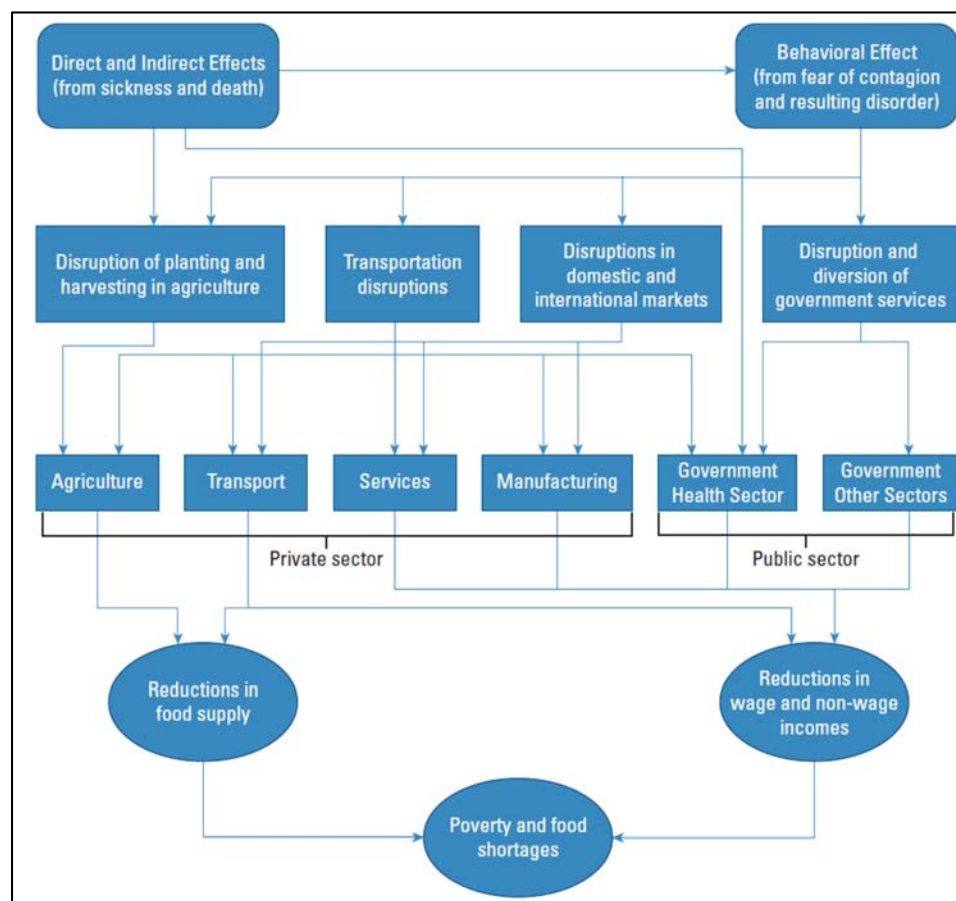 Direct and Indirect Effects
(from sickness and death)
Behavioral Effect
(from fear of contagion
and resulting disorder)
Disruption of planting and
harvesting in agriculture
Transportation
disruptions
Disruptions in
domestic and
international markets
Disruption and
diversion of
government services
Agriculture
Transport
Services
Manufacturing
Government
Health Sector
Government
Other Sectors
Private sector
Public sector
Reductions in
food supply
Reductions in
wage and non-wage
incomes
Poverty and food
shortages